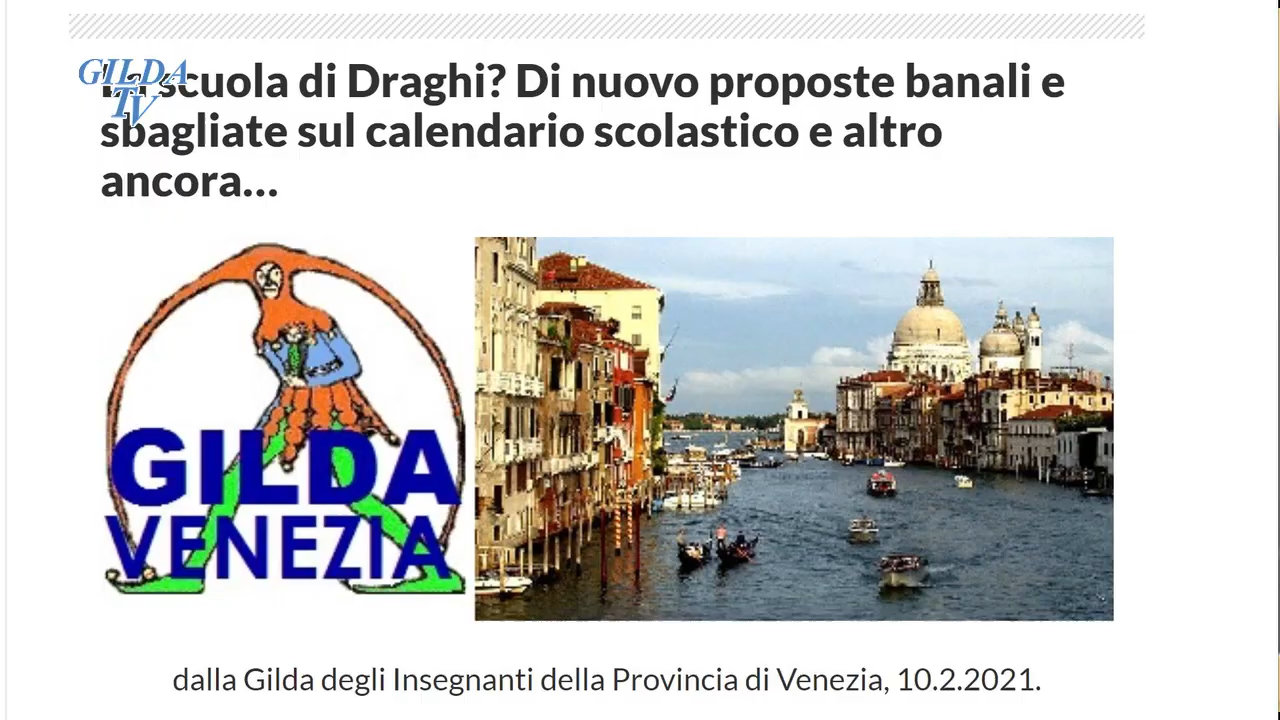 GILDA
TV
La scuola di Draghi? Di nuovo proposte banali e
sbagliate sul calendario scolastico e altro
ancora...
GILDA
VENEZIA
dalla Gilda degli Insegnanti della Provincia di Venezia, 10.2.2021.